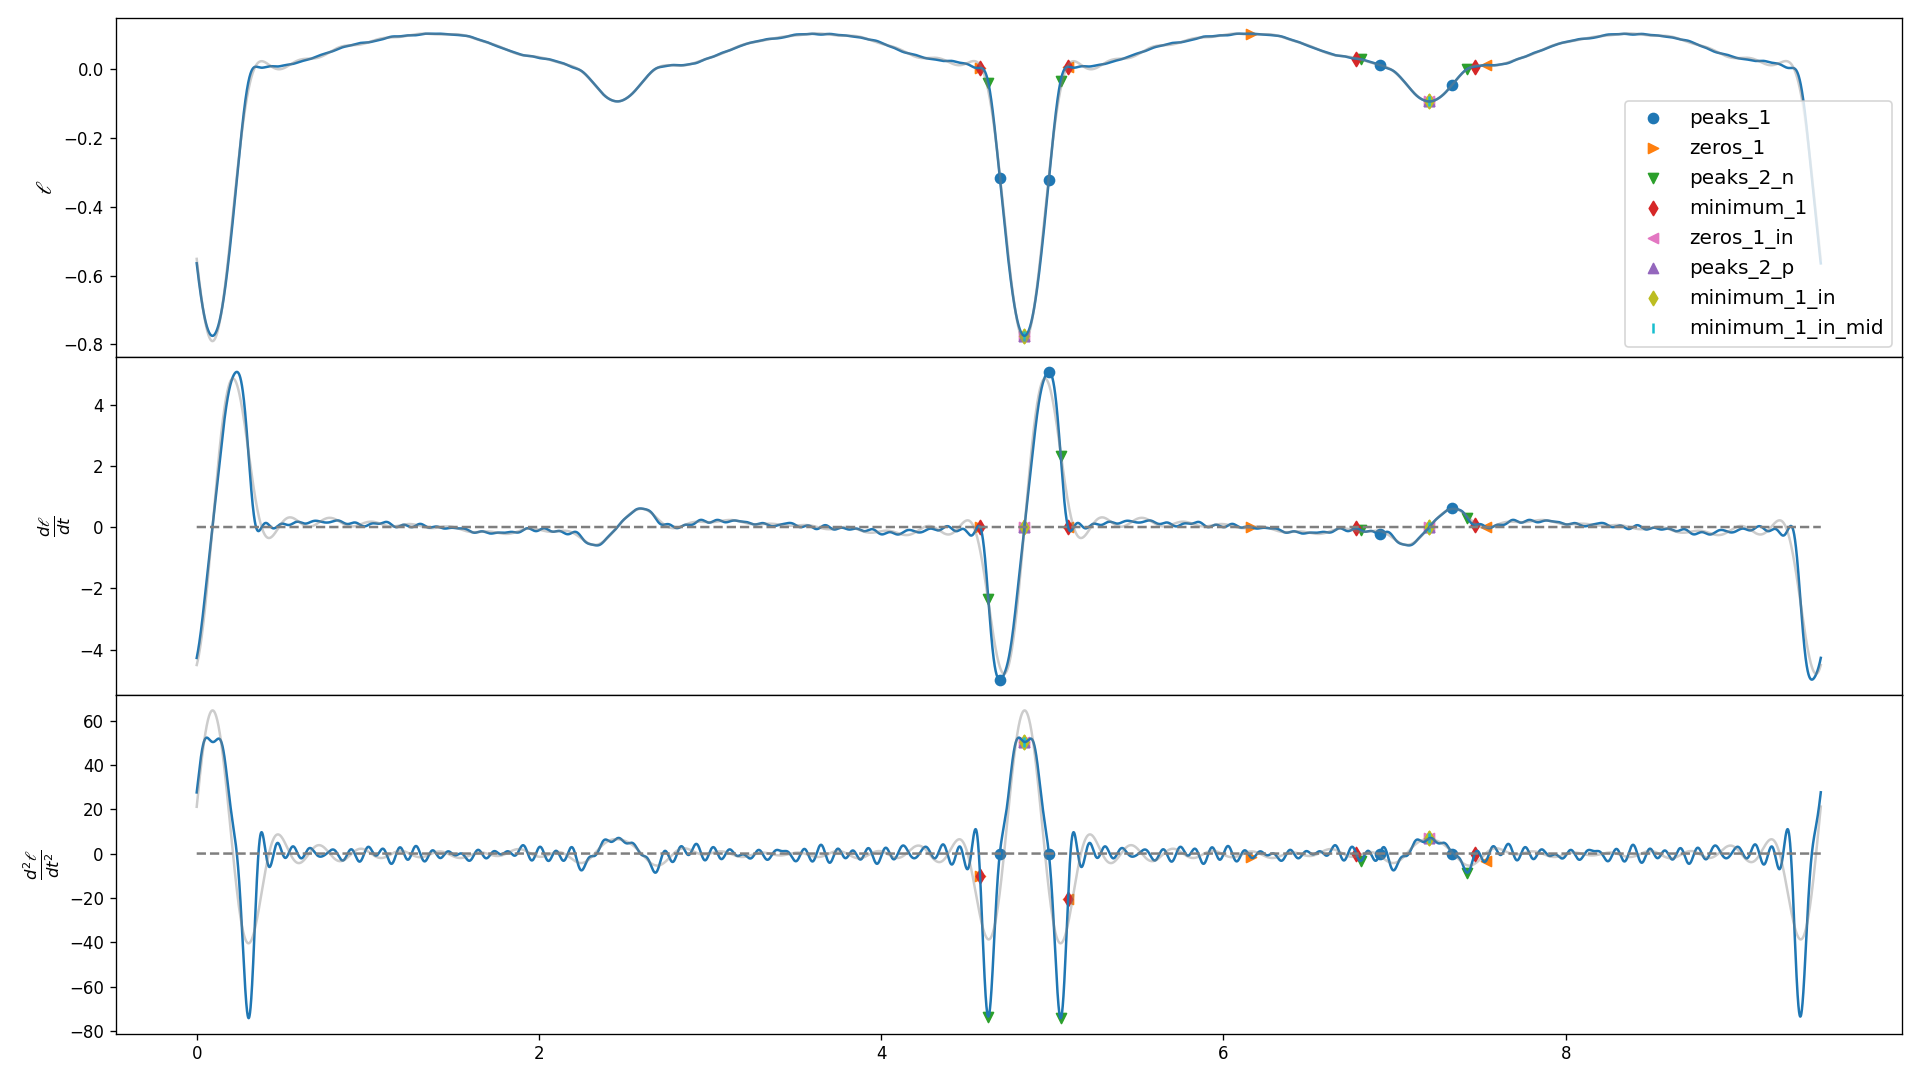 0.0
−0.2
−0.4
−0.6
−0.8
ℓ
peaks_1
zeros_1
peaks_2_n
minimum_1
zeros_1_in
peaks_2_p
minimum_1_in
minimum_1_in_mid
4
2
0
−2
−4
dℓ
dt
60
40
20
0
−20
−40
−60
−80
d²ℓ
dt²
0 2 4 6 8